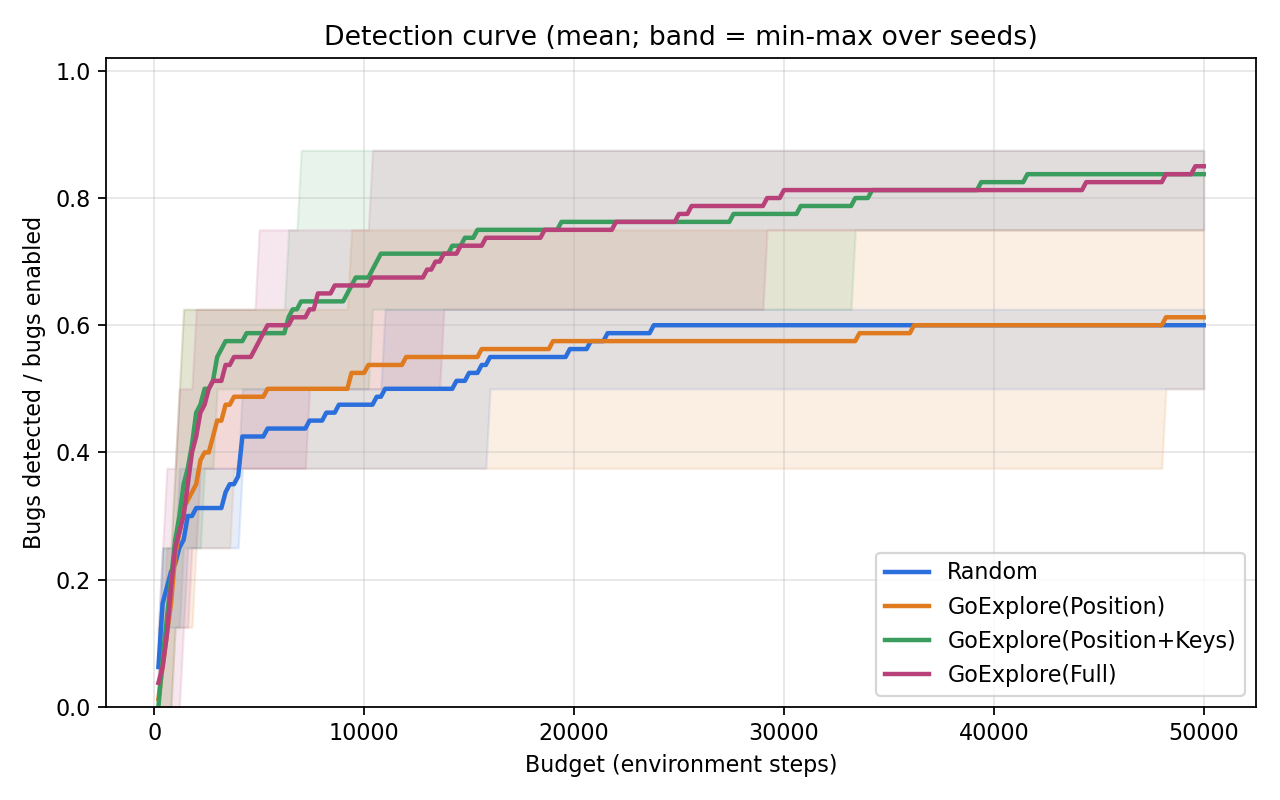 Detection curve (mean; band = min-max over seeds)
Bugs detected / bugs enabled
1.0
0.8
0.6
0.4
0.2
0.0
0 10000 20000 30000 40000 50000
Budget (environment steps)
Random
GoExplore(Position)
GoExplore(Position+Keys)
GoExplore(Full)